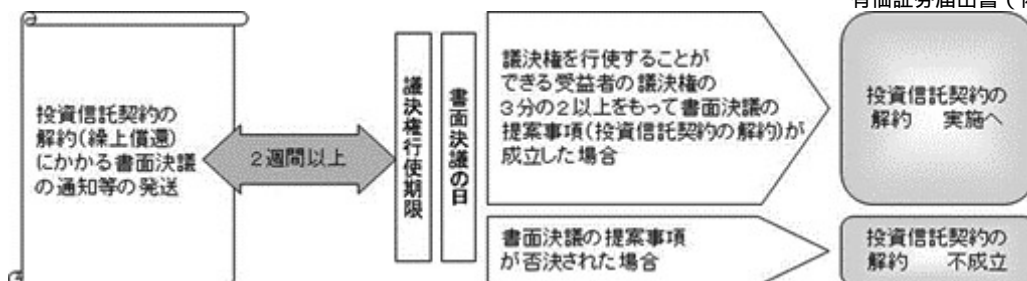 投資信託契約の
解約(繰上償還)
にかかる書面決議
の通知等の発送
2週間以上
議決権行使期限
書面決議の日
議決権を行使することが
できる受益者の議決権の
3分の2以上をもって書面決議の
提案事項(投資信託契約の解約)が
成立した場合
投資信託契約の
解約 実施へ
書面決議の提案事項
が否決された場合
投資信託契約の
解約 不成立